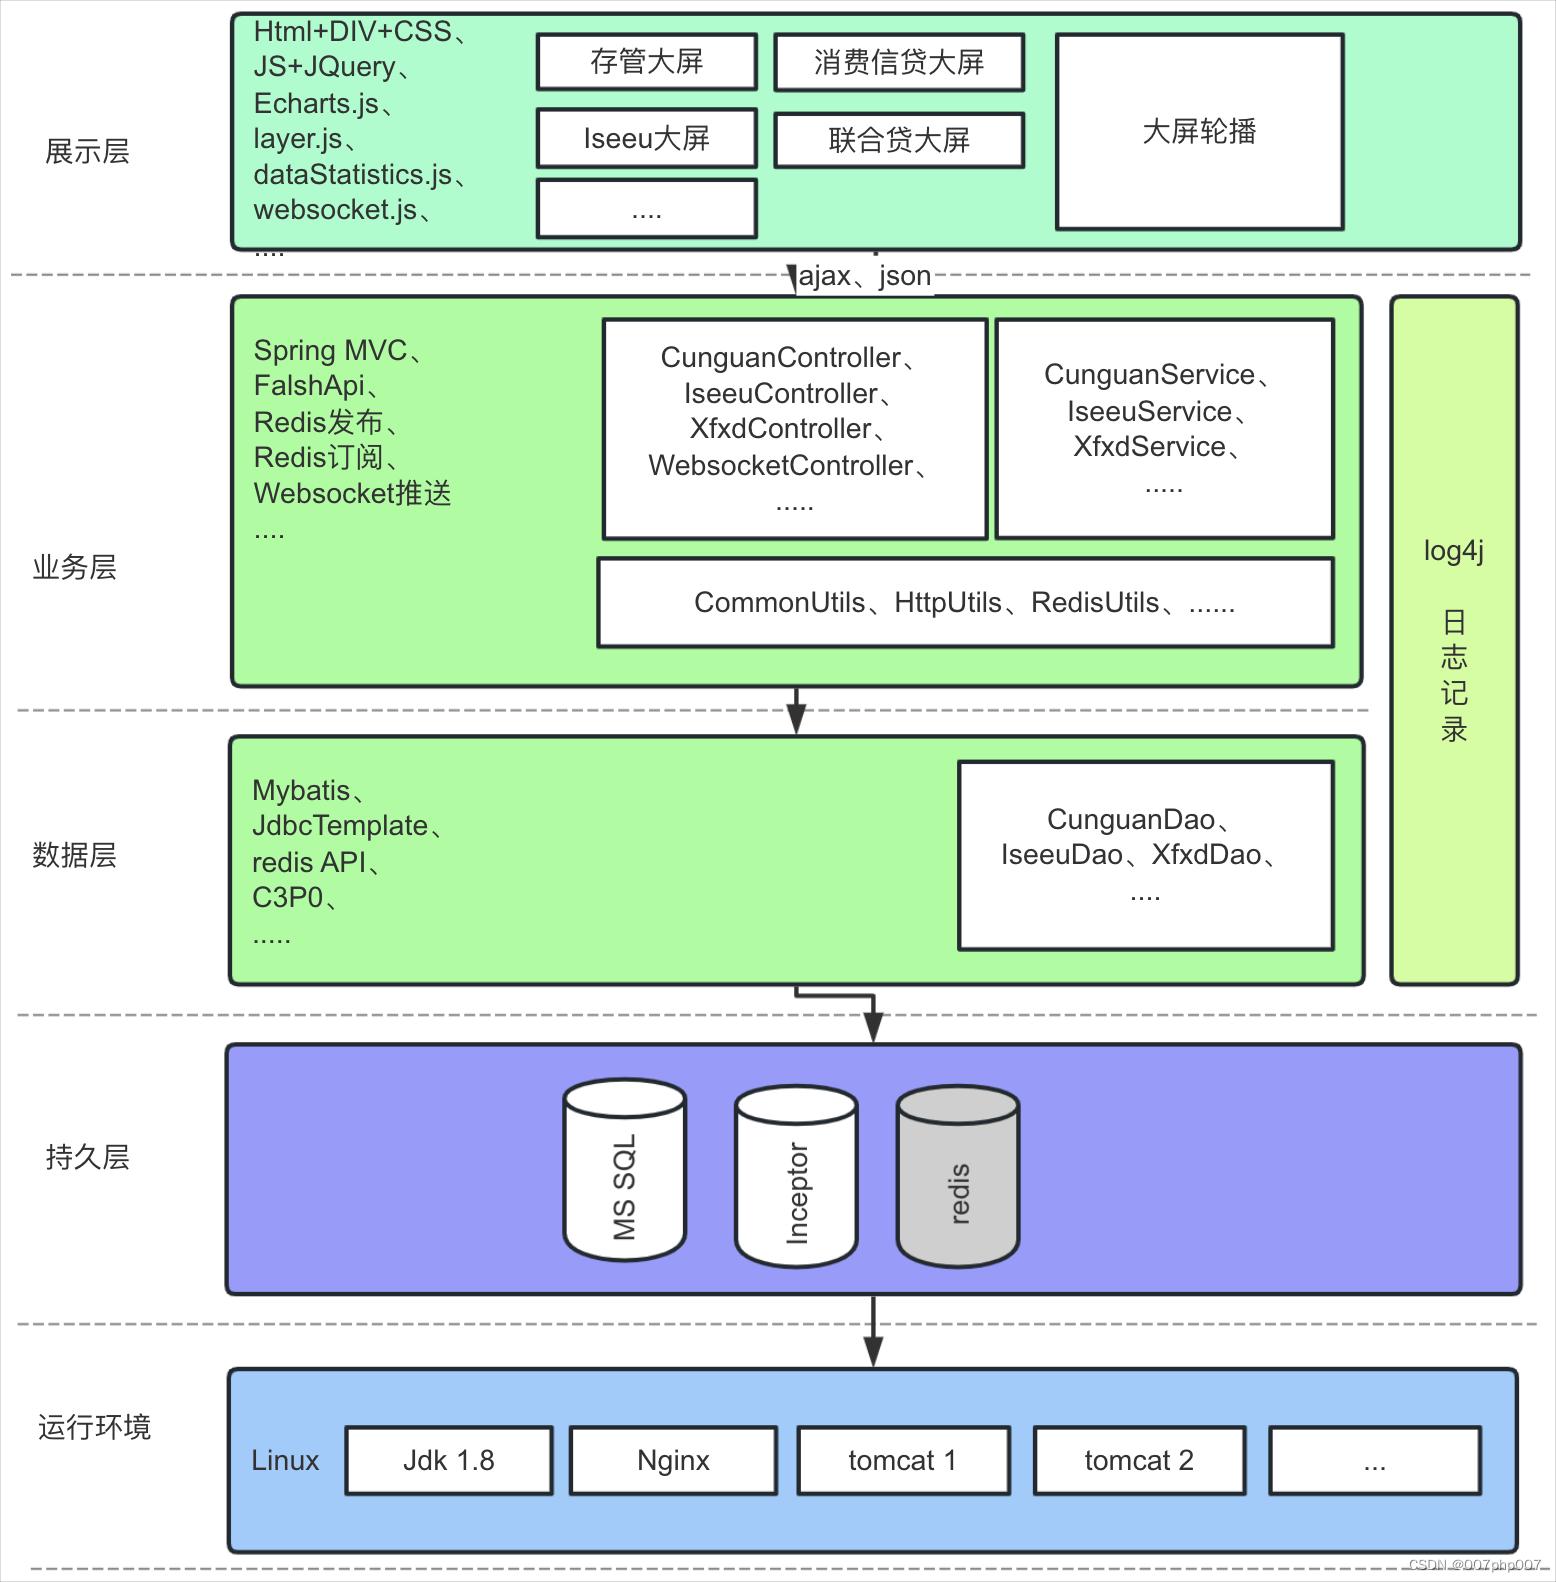 展示层
Html+DIV+CSS、
JS+JQuery、
Echarts.js、
layer.js、
dataStatistics.js、
websocket.js、
....
存管大屏
消费信贷大屏
Iseeu大屏
联合贷大屏
....
大屏轮播
ajax、json
业务层
Spring MVC、
FalshApi、
Redis发布、
Redis订阅、
Websocket推送
....
CunguanController、
IseeuController、
XfxdController、
WebsocketController、
.....
CunguanService、
IseeuService、
XfxdService、
.....
CommonUtils、HttpUtils、RedisUtils、......
log4j
日
志
记
录
数据层
Mybatis、
JdbcTemplate、
redis API、
C3P0、
.....
CunguanDao、
IseeuDao、XfxdDao、
....
持久层
MS SQL
Inceptor
redis
运行环境
Linux
Jdk 1.8
Nginx
tomcat 1
tomcat 2
...
CSDN @007php007